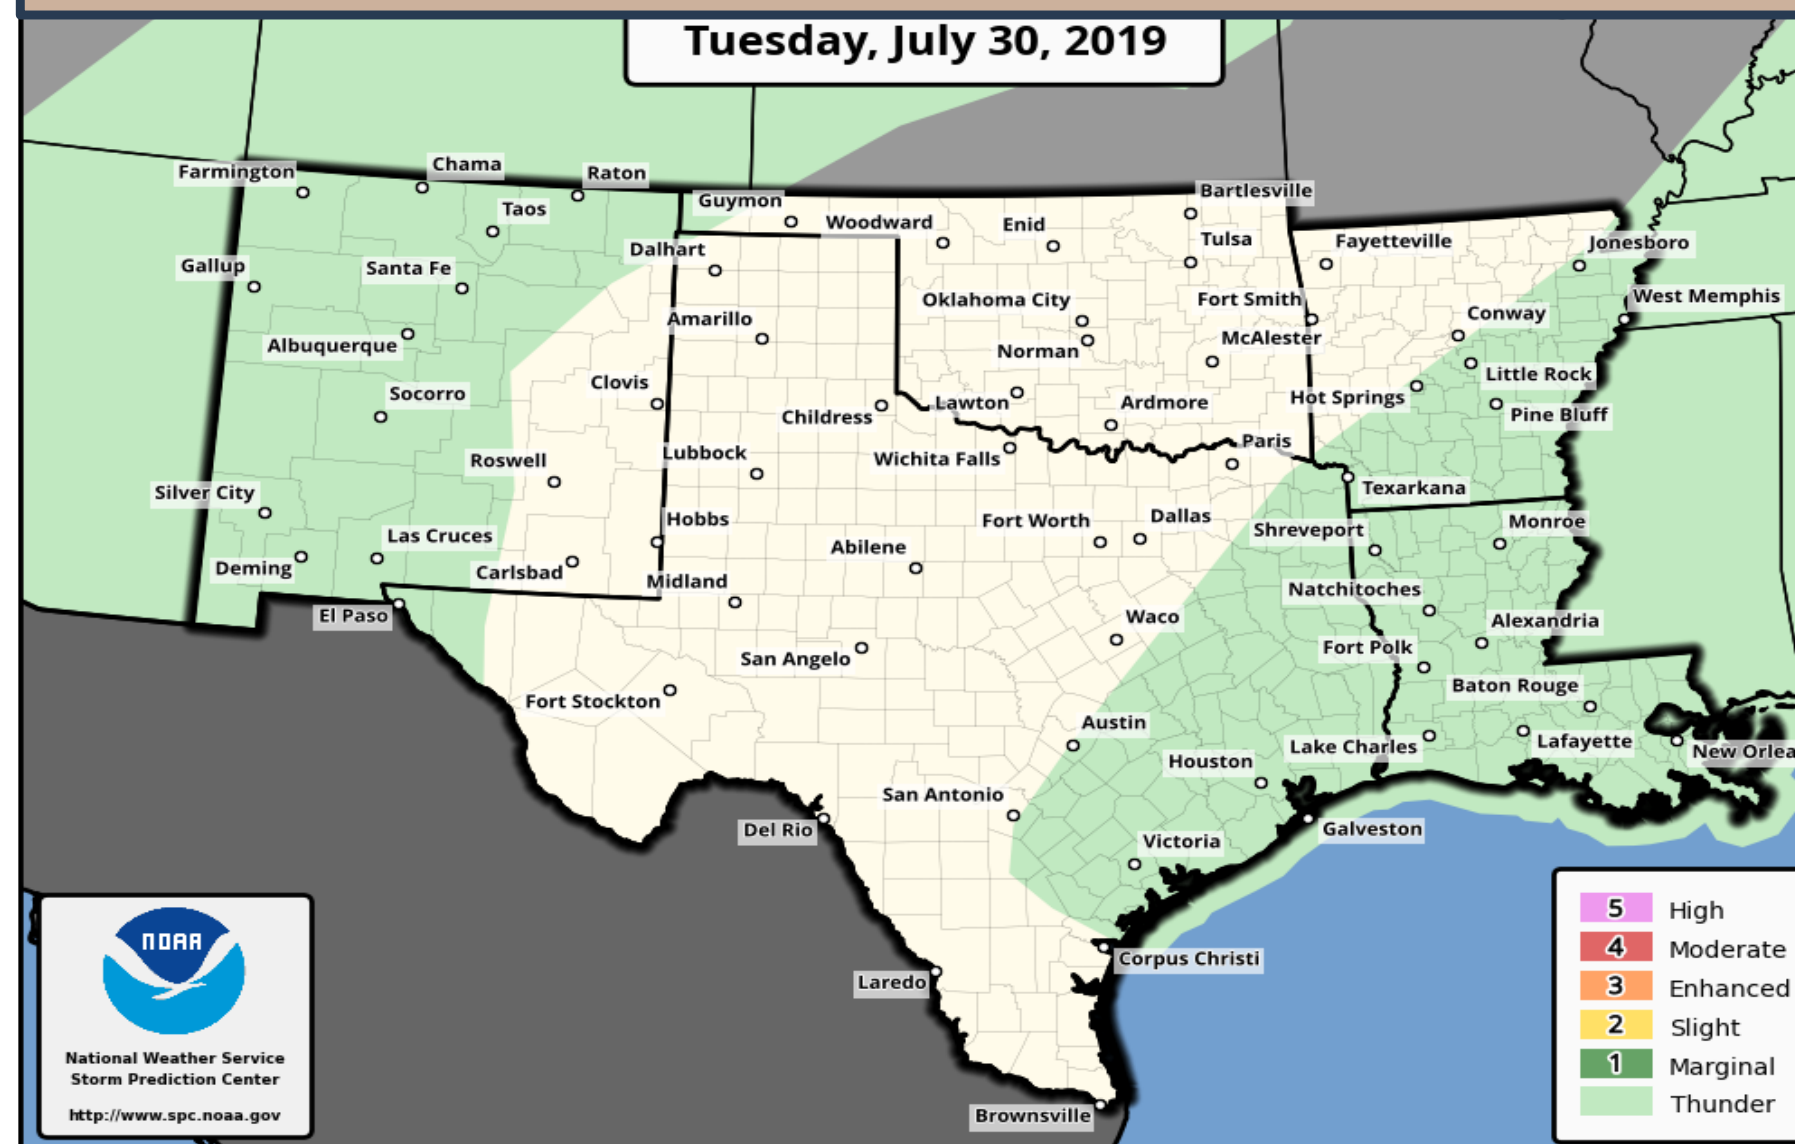 Tuesday, July 30, 2019
Farmington
Chama
Raton
Taos
Guymon
Woodward
Enid
Bartlesville
Tulsa
Fayetteville
Jonesboro
Gallup
Santa Fe
Dalhart
Oklahoma City
Fort Smith
West Memphis
Albuquerque
Amarillo
Norman
McAlester
Conway
Socorro
Clovis
Childress
Lawton
Ardmore
Hot Springs
Little Rock
Pine Bluff
Roswell
Lubbock
Wichita Falls
Paris
Texarkana
Silver City
Las Cruces
Hobbs
Abilene
Fort Worth
Dallas
Shreveport
Monroe
Deming
Carlsbad
Midland
Natchitoches
El Paso
San Angelo
Waco
Fort Polk
Alexandria
Fort Stockton
Austin
Baton Rouge
Houston
Lake Charles
Lafayette
New Orlea
Del Rio
San Antonio
Victoria
Galveston
Laredo
Corpus Christi
Brownsville
NOAA
National Weather Service
Storm Prediction Center
http://www.spc.noaa.gov
5 High
4 Moderate
3 Enhanced
2 Slight
1 Marginal
Thunder